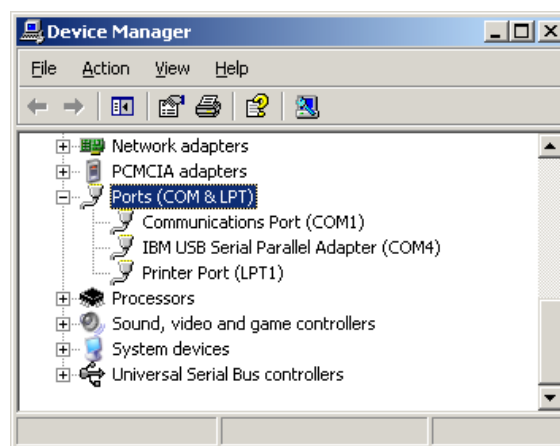 Device Manager
File Action View Help
Network adapters
PCMCIA adapters
Ports (COM & LPT)
Communications Port (COM1)
IBM USB Serial Parallel Adapter (COM4)
Printer Port (LPT1)
Processors
Sound, video and game controllers
System devices
Universal Serial Bus controllers